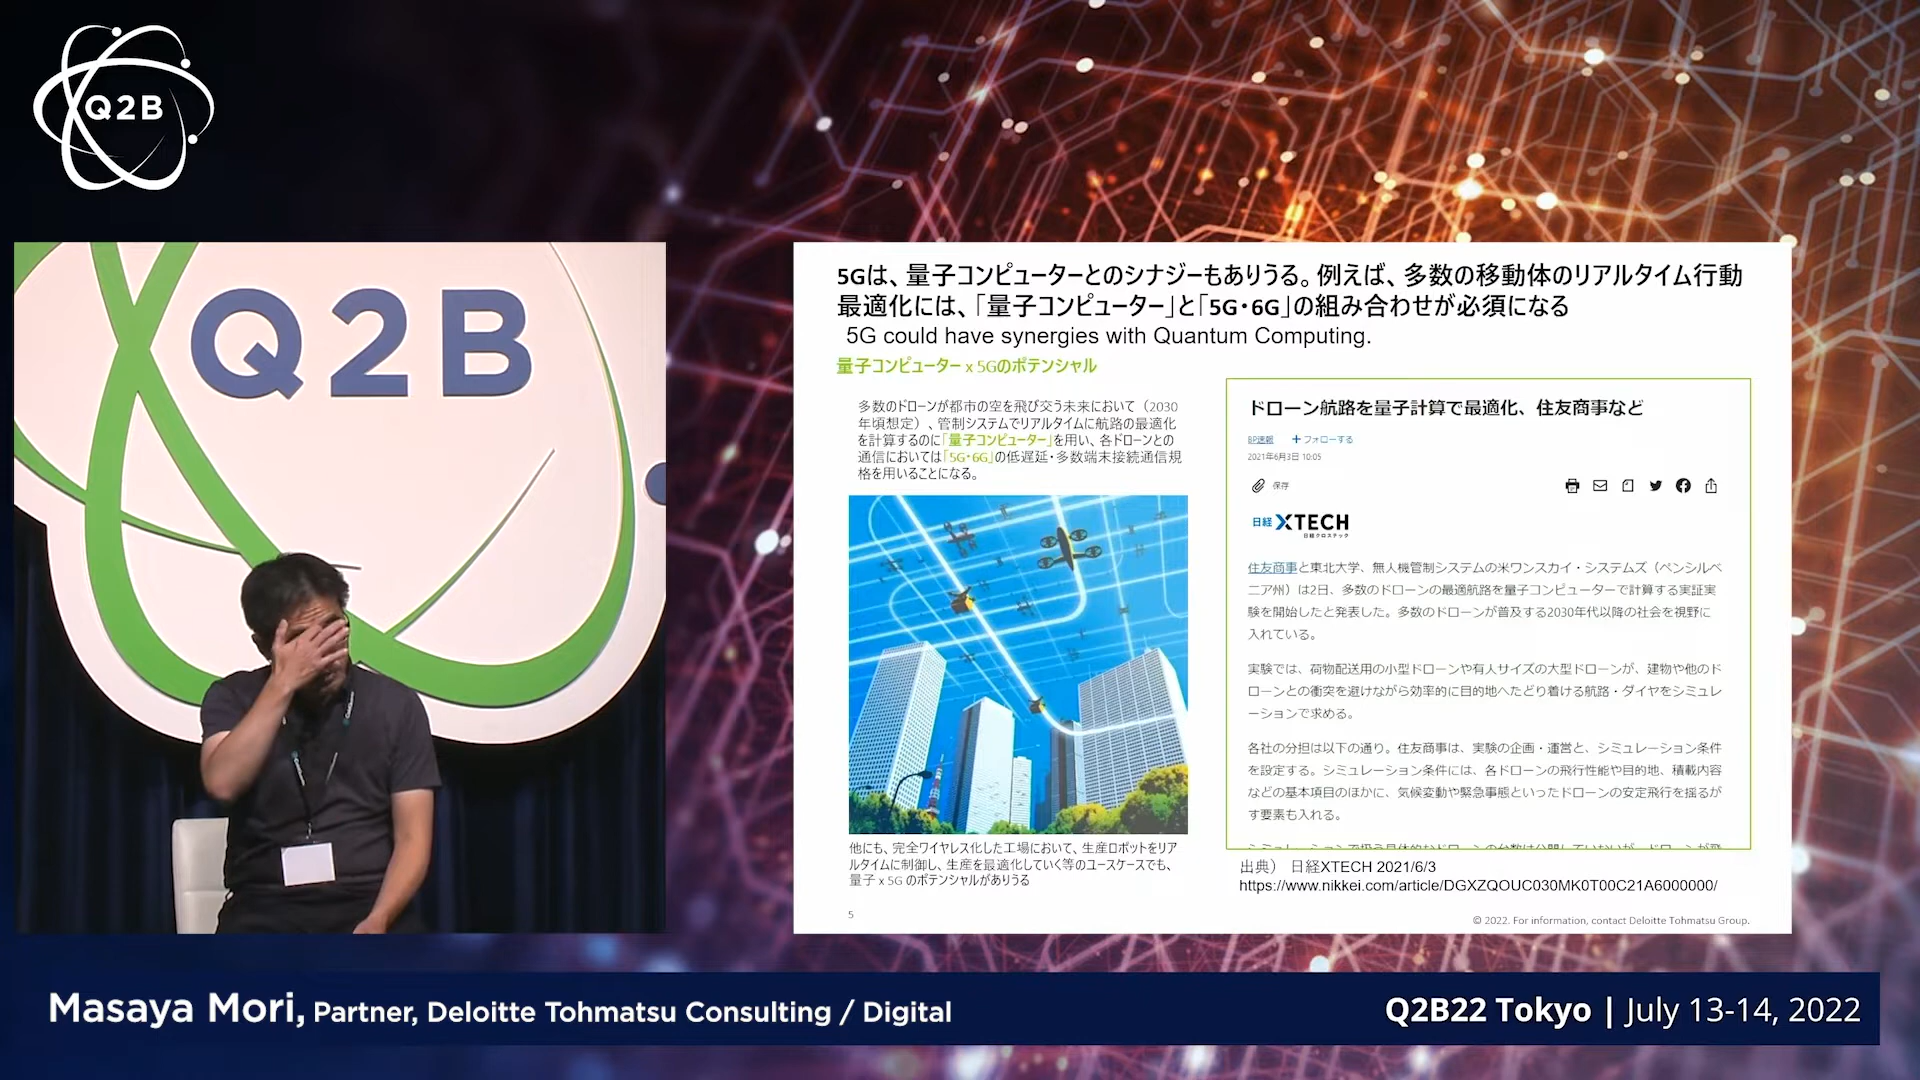 Q2B
Q2B
5Gは、量子コンピューターとのシナジーもありうる。例えば、多数の移動体のリアルタイム行動
最適化には、「量子コンピューター」と「5G・6G」の組み合わせが必須になる
5G could have synergies with Quantum Computing.
量子コンピューター x 5Gのポテンシャル
多数のドローンが都市の空を飛び交う未来において（2030
年頃想定）、管制システムでリアルタイムに航路の最適化
を計算するのに「量子コンピューター」を用い、各ドローンとの
通信においては「5G・6G」の低遅延・多数端末接続通信規
格を用いることになる。
他にも、完全ワイヤレス化した工場において、生産ロボットをリア
ルタイムに制御し、生産を最適化していく等のユースケースでも、
量子 x 5G のポテンシャルがありうる
5
ドローン航路を量子計算で最適化、住友商事など
BP速報 ＋フォローする
2021年6月3日 10:05
保存
日経 XTECH
日経クロステック
住友商事と東北大学、無人機管制システムの米ワンスカイ・システムズ（ペンシルベ
ニア州）は2日、多数のドローンの最適航路を量子コンピューターで計算する実証実
験を開始したと発表した。多数のドローンが普及する2030年代以降の社会を視野に
入れている。
実験では、荷物配送用の小型ドローンや有人サイズの大型ドローンが、建物や他のド
ローンとの衝突を避けながら効率的に目的地へたどり着ける航路・ダイヤをシミュレ
ーションで求める。
各社の分担は以下の通り。住友商事は、実験の企画・運営と、シミュレーション条件
を設定する。シミュレーション条件には、各ドローンの飛行性能や目的地、積載内容
などの基本項目のほかに、気候変動や緊急事態といったドローンの安定飛行を揺るが
す要素も入れる。
出典） 日経XTECH 2021/6/3
https://www.nikkei.com/article/DGXZQOUC030MK0T00C21A6000000/
© 2022. For information, contact Deloitte Tohmatsu Group.
Masaya Mori, Partner, Deloitte Tohmatsu Consulting / Digital
Q2B22 Tokyo | July 13-14, 2022